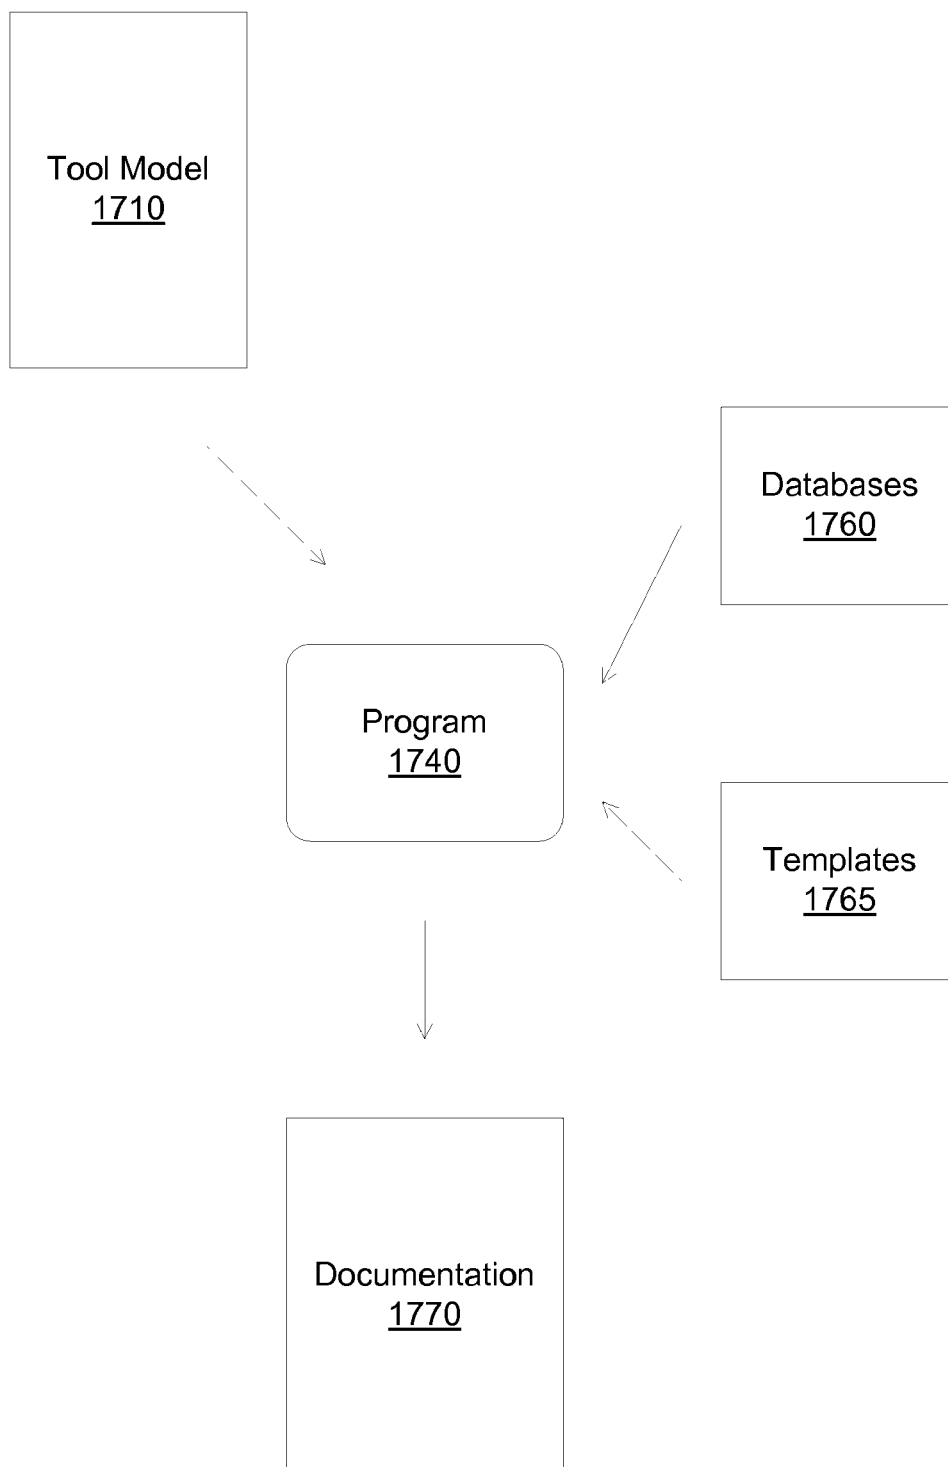 Tool Model
1710
Databases
1760
Program
1740
Templates
1765
Documentation
1770